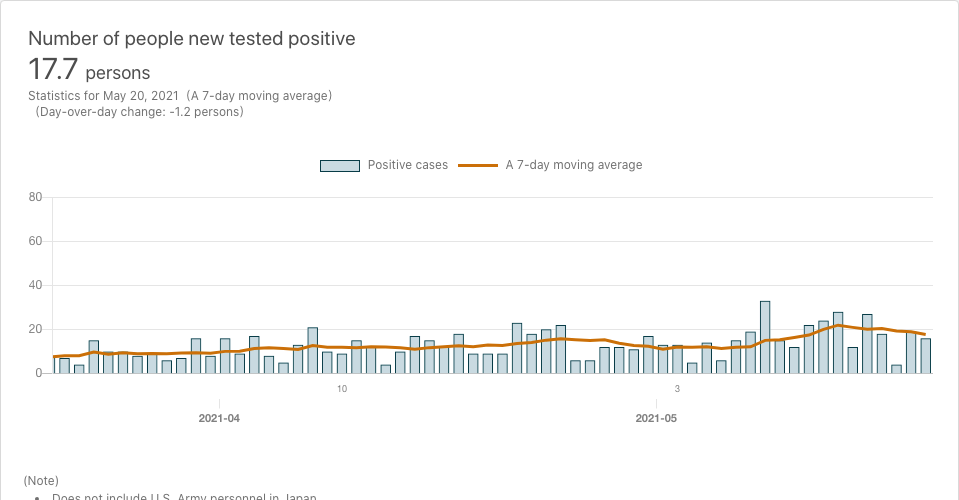 Number of people new tested positive
17.7 persons
Statistics for May 20, 2021 (A 7-day moving average)
(Day-over-day change: -1.2 persons)
Positive cases A 7-day moving average
80
60
40
20
0
10 3
2021-04 2021-05
(Note)
• Does not include U.S. Army personnel in Japan